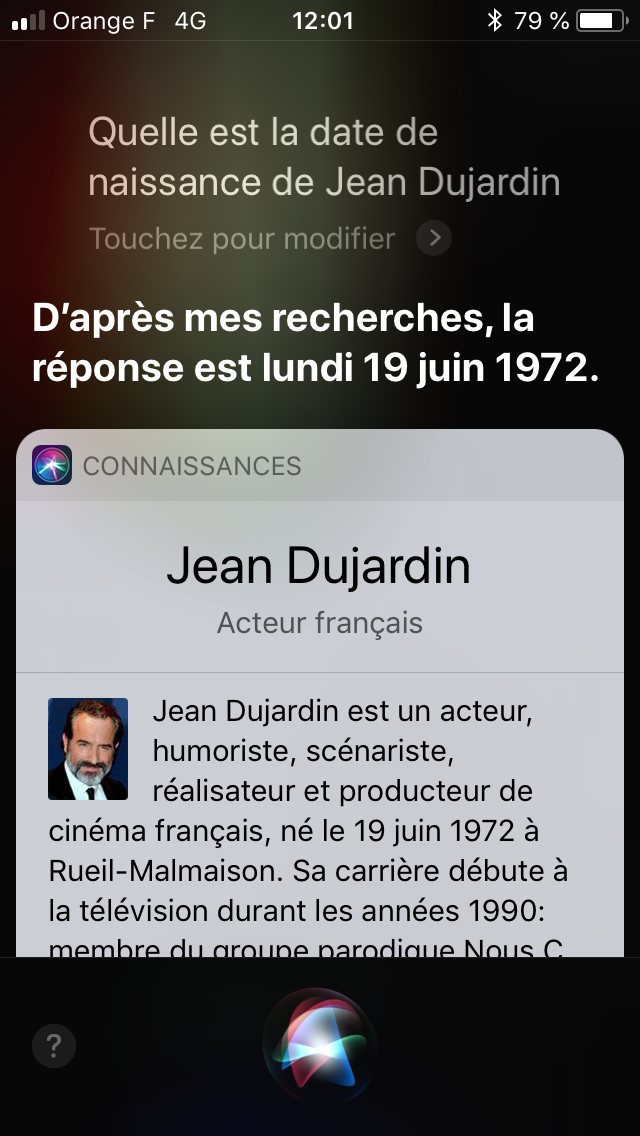 Orange F 4G 12:01 79 %
Quelle est la date de
naissance de Jean Dujardin
Touchez pour modifier
D’après mes recherches, la
réponse est lundi 19 juin 1972.
CONNAISSANCES
Jean Dujardin
Acteur français
Jean Dujardin est un acteur,
humoriste, scénariste,
réalisateur et producteur de
cinéma français, né le 19 juin 1972 à
Rueil-Malmaison. Sa carrière débute à
la télévision durant les années 1990:
membre du groupe parodique Nous C
?